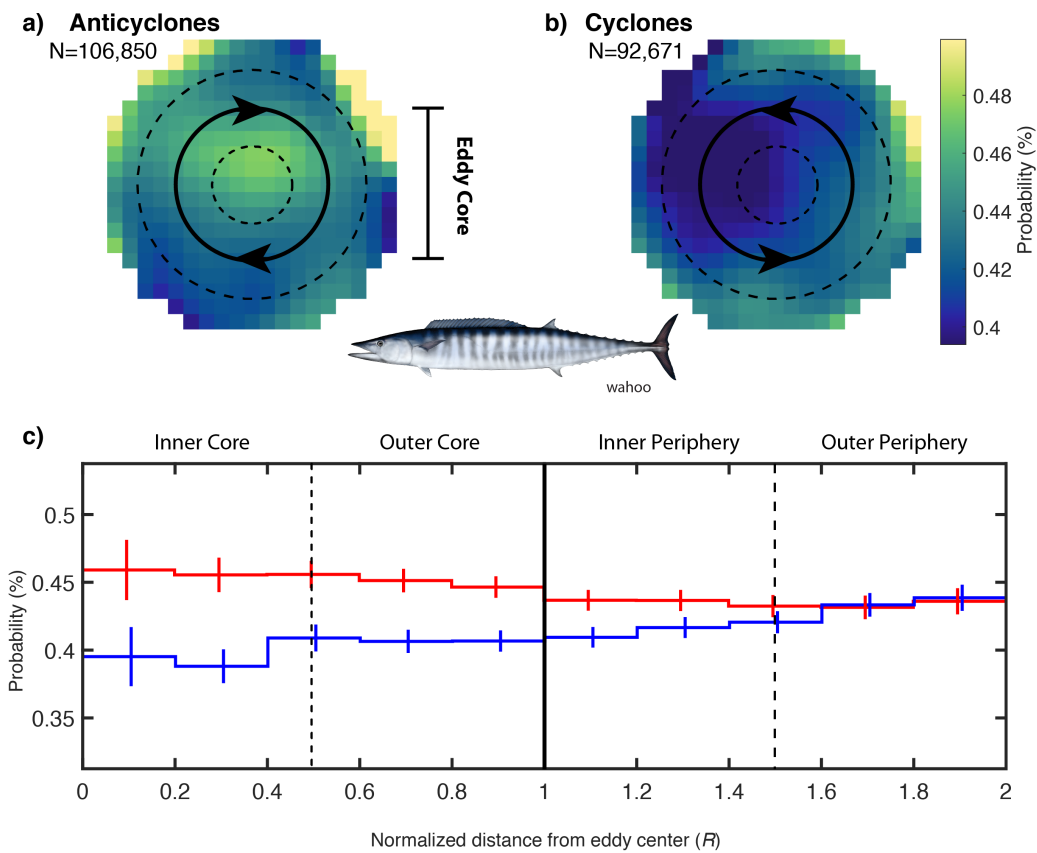 a) Anticyclones
N=106,850
b) Cyclones
N=92,671
Eddy Core
0.48
0.46
0.44
0.42
0.4
Probability (%)
wahoo
c)
Inner Core Outer Core Inner Periphery Outer Periphery
0.5
0.45
0.4
0.35
Probability (%)
0 0.2 0.4 0.6 0.8 1 1.2 1.4 1.6 1.8 2
Normalized distance from eddy center (R)